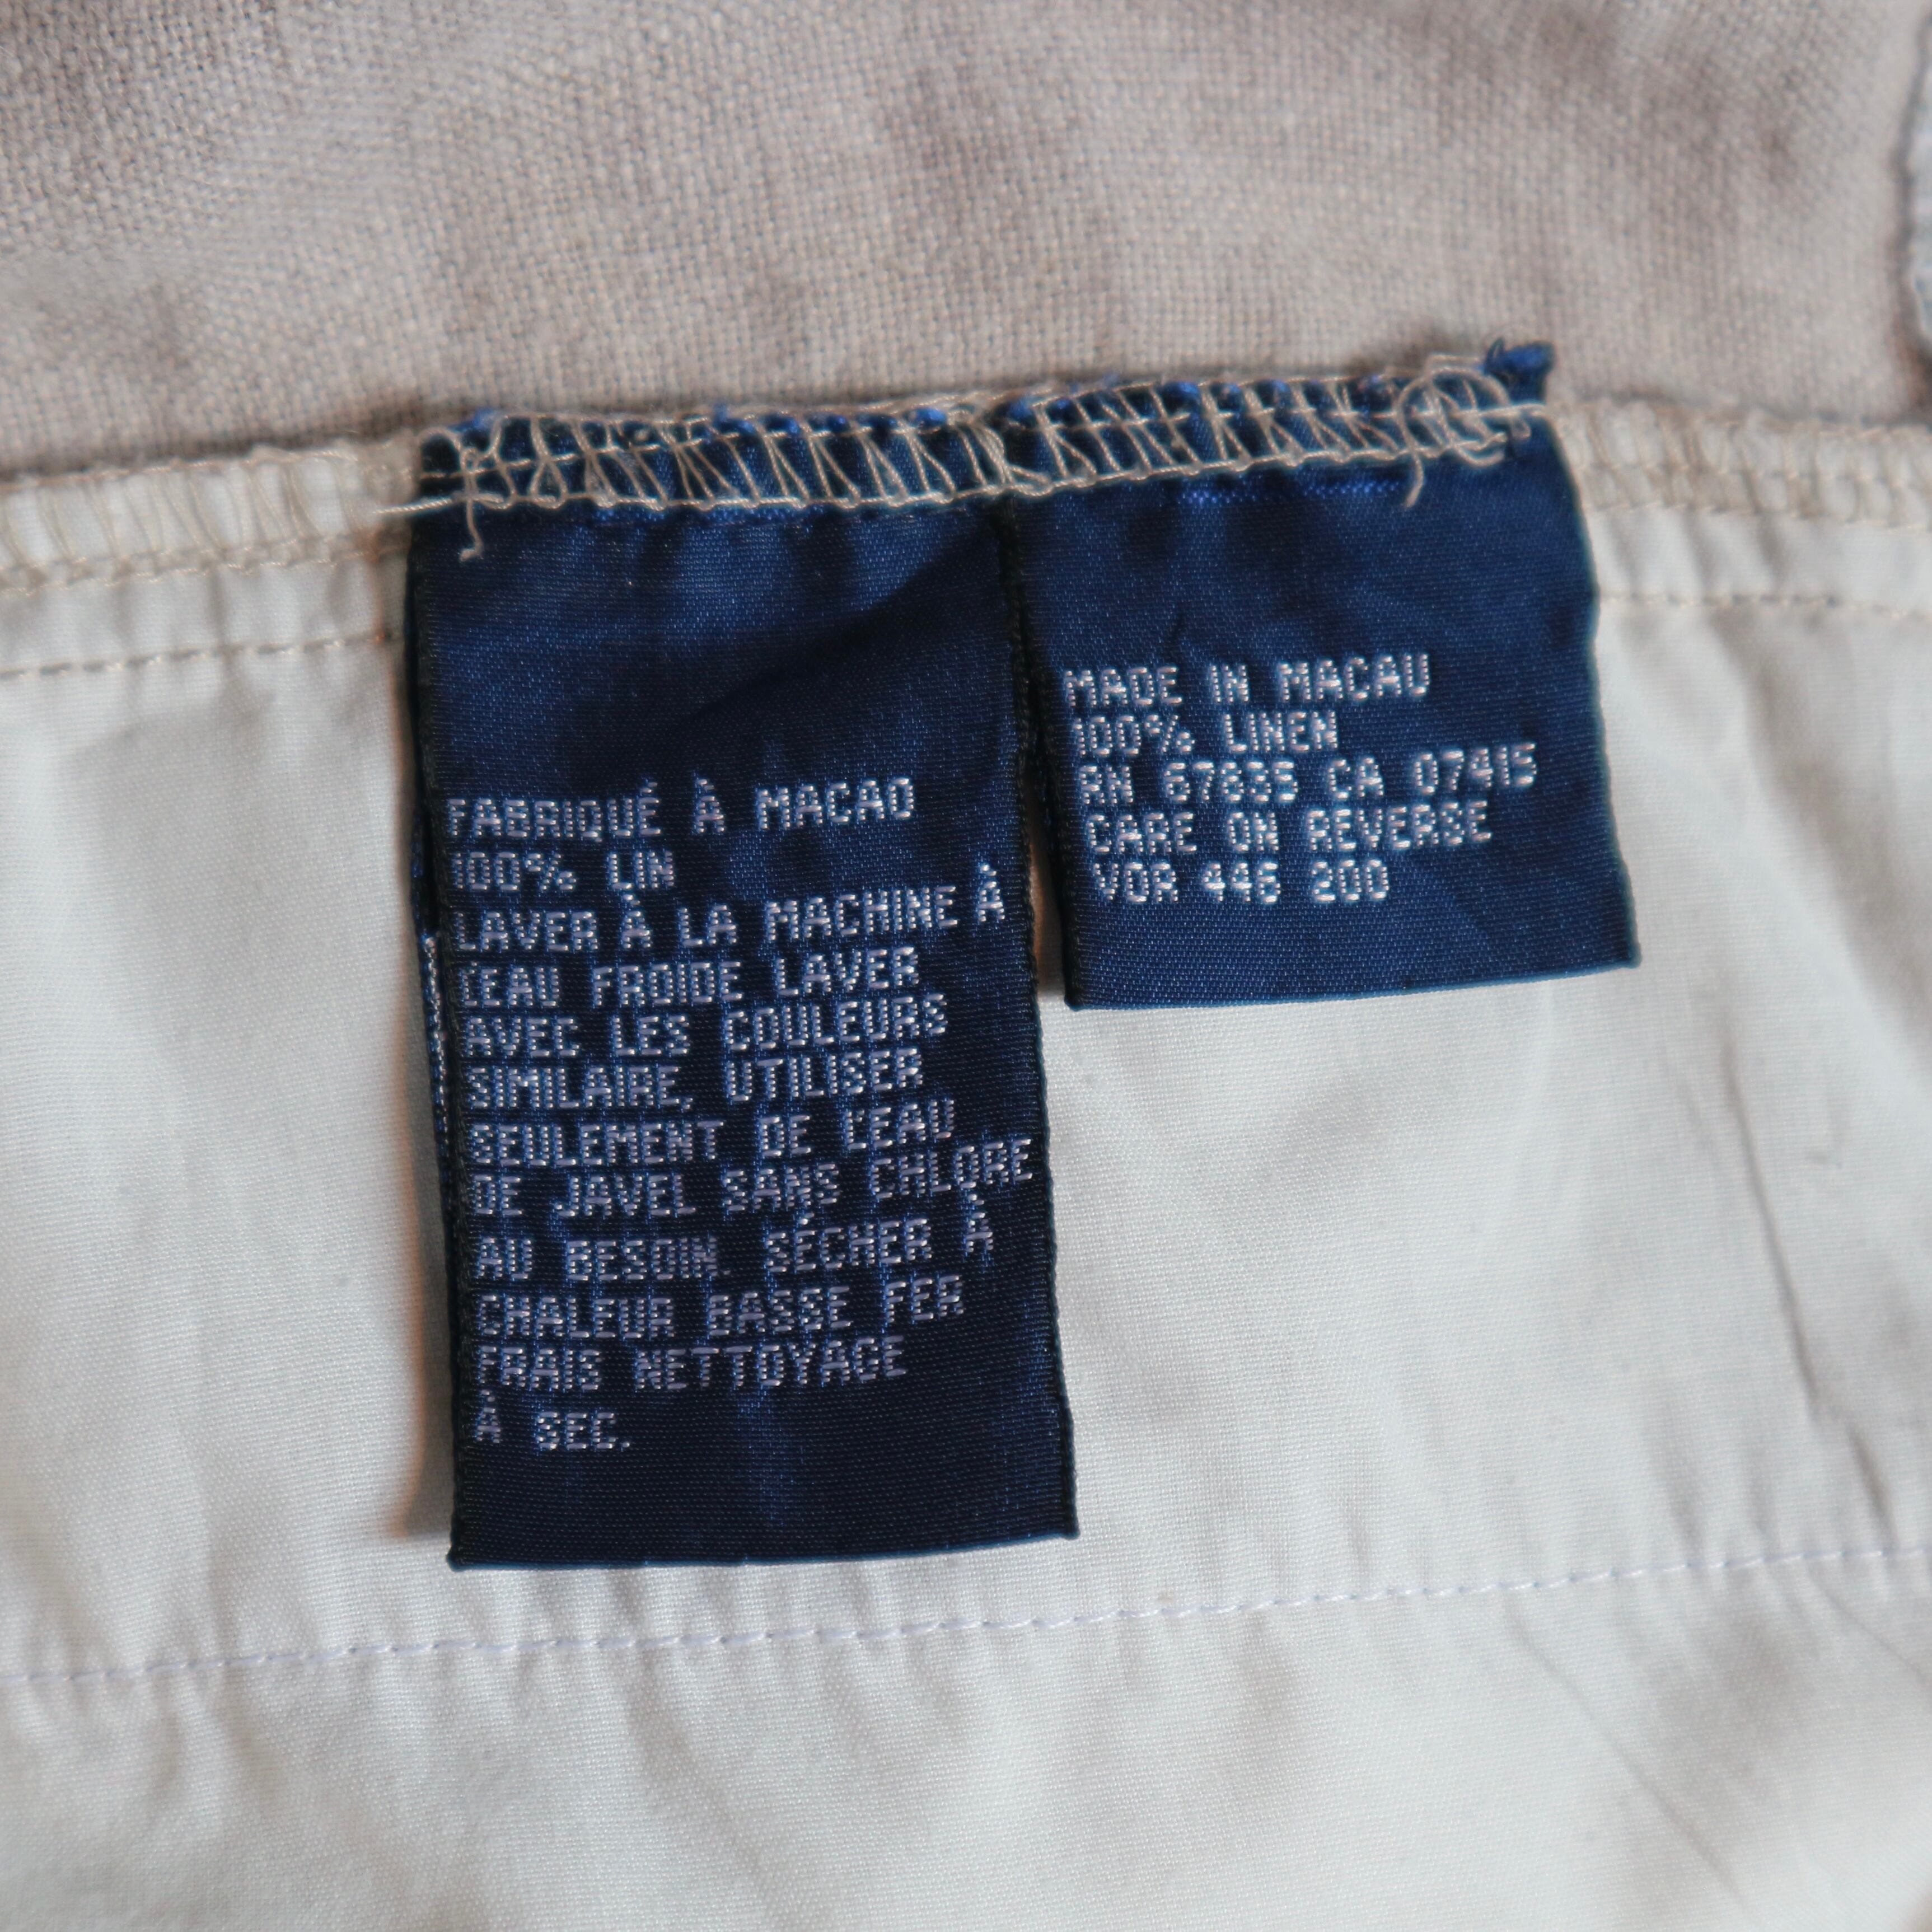 FABRIQUÉ À MACAO
100% LIN
LAVER À LA MACHINE À
L'EAU FROIDE LAVER
AVEC LES COULEURS
SIMILAIRE, UTILISER
SEULEMENT DE L'EAU
DE JAVEL SANS CHLORE
AU BESOIN, SÉCHER À
CHALEUR BASSE FER
FRAIS NETTOYAGE
À SEC.
MADE IN MACAU
100% LINEN
RN 67635 CA 07415
CARE ON REVERSE
VOR 446 200